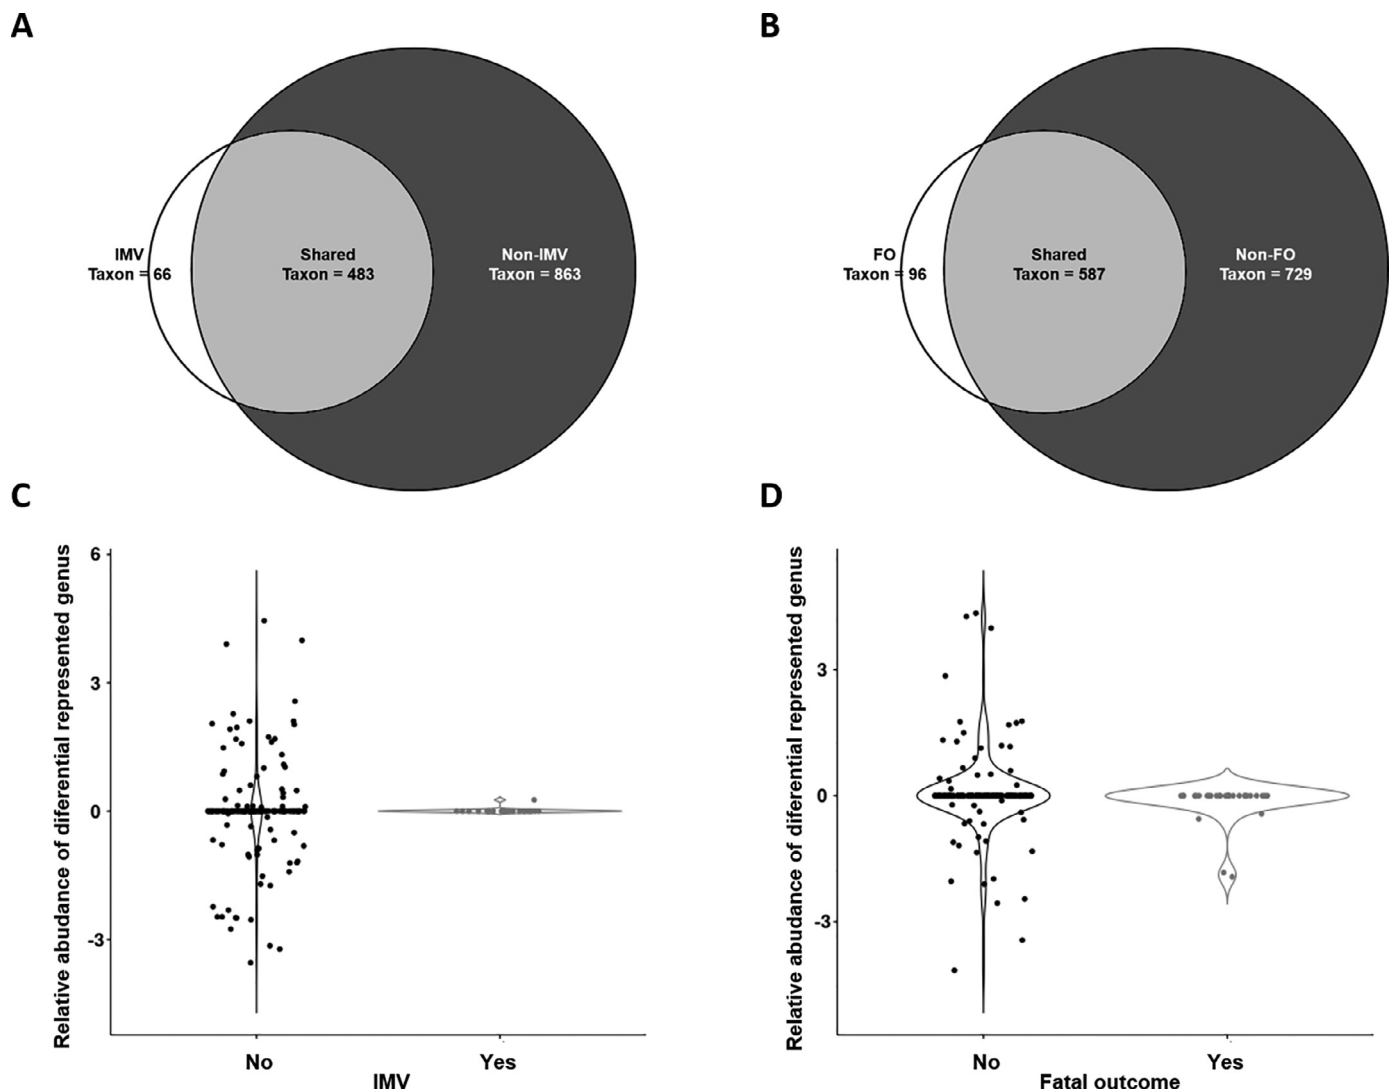 A
B
IMV
Taxon = 66
Shared
Taxon = 483
Non-IMV
Taxon = 863
FO
Taxon = 96
Shared
Taxon = 587
Non-FO
Taxon = 729
C
D
Relative abudance of diferential represented genus
6
3
0
-3
No
Yes
IMV
Relative abudance of diferential represented genus
3
0
-3
No
Yes
Fatal outcome